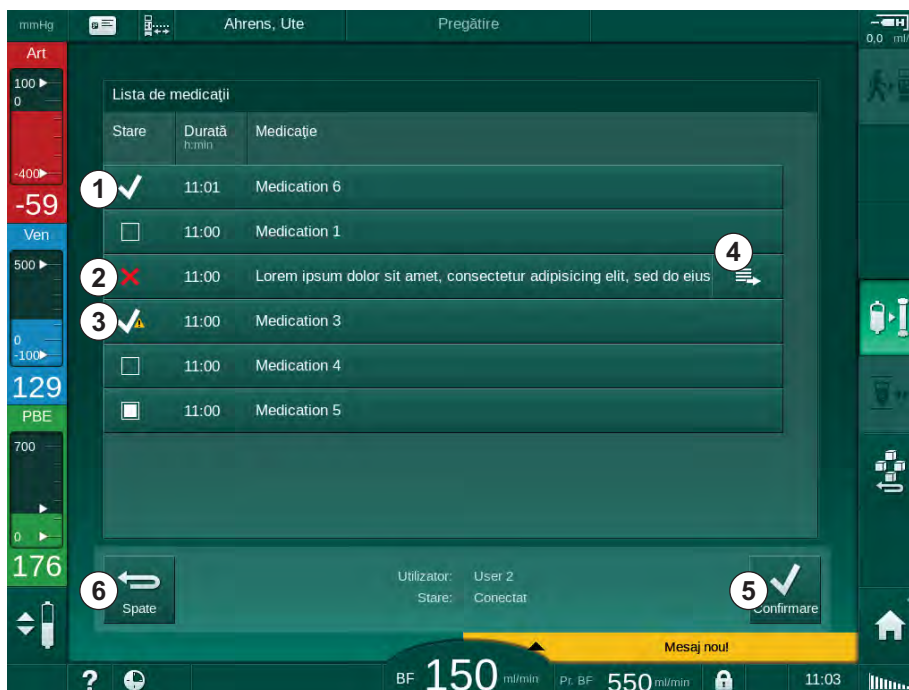 mmHg Ahrens, Ute Pregătire
0,0 ml/
Art
100
0
-400
-59
Ven
500
0
-100
129
PBE
700
0
176
Lista de medicații
Stare Durată Medicație
h:min
1 11:01 Medication 6
11:00 Medication 1
2 11:00 Lorem ipsum dolor sit amet, consectetur adipisicing elit, sed do eius 4
3 11:00 Medication 3
11:00 Medication 4
11:00 Medication 5
6 Spate
Utilizator: User 2
Stare: Conectat
5 Confirmare
Mesaj nou!
? BF 150 ml/min Pr. BF 550 ml/min 11:03